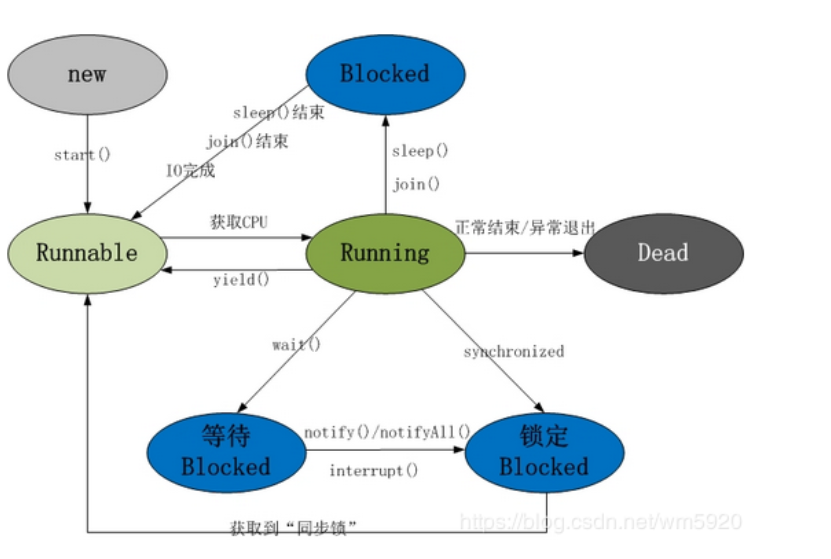 new
Blocked
sleep()结束
join()结束
IO完成
start()
sleep()
join()
获取CPU
正常结束/异常退出
Runnable
Running
Dead
yield()
wait()
synchronized
等待
Blocked
notify()/notifyAll()
interrupt()
锁定
Blocked
获取到“同步锁”
https://blog.csdn.net/wm5920